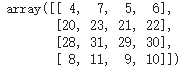 array([[ 4,  7,  5,  6],
       [20, 23, 21, 22],
       [28, 31, 29, 30],
       [ 8, 11,  9, 10]])